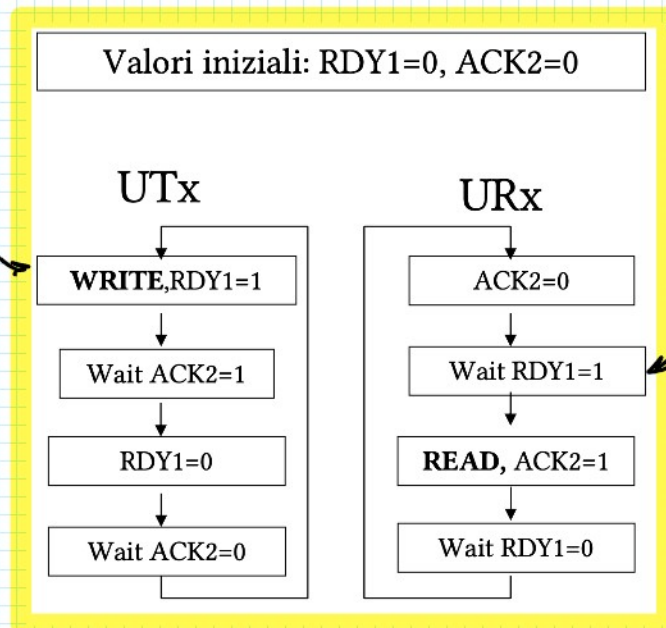 Valori iniziali: RDY1=0, ACK2=0
UTx
WRITE,RDY1=1
Wait ACK2=1
RDY1=0
Wait ACK2=0
URx
ACK2=0
Wait RDY1=1
READ, ACK2=1
Wait RDY1=0